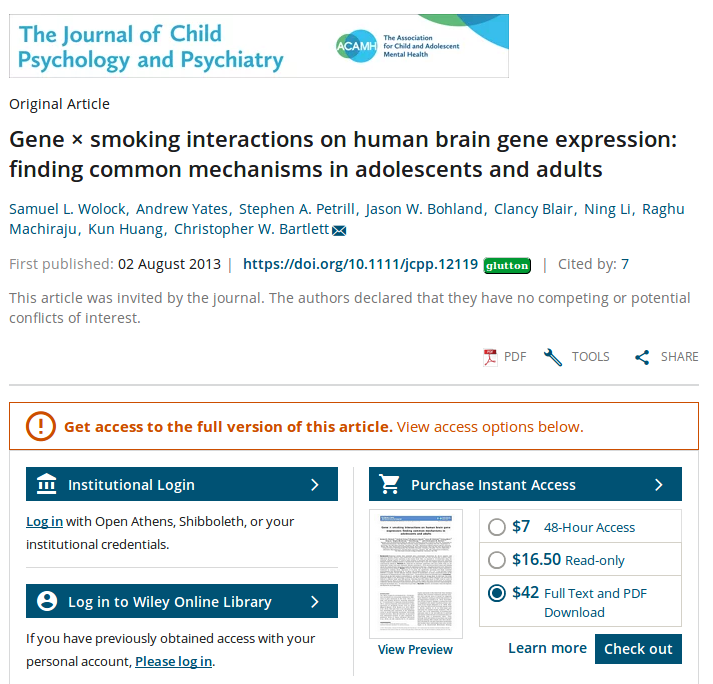 The Journal of Child
Psychology and Psychiatry
ACAMH
The Association
for Child and Adolescent
Mental Health
Original Article
Gene × smoking interactions on human brain gene expression:
finding common mechanisms in adolescents and adults
Samuel L. Wolock, Andrew Yates, Stephen A. Petrill, Jason W. Bohland, Clancy Blair, Ning Li, Raghu
Machiraju, Kun Huang, Christopher W. Bartlett
First published: 02 August 2013 | https://doi.org/10.1111/jcpp.12119 glutton | Cited by: 7
This article was invited by the journal. The authors declared that they have no competing or potential
conflicts of interest.
PDF TOOLS SHARE
Get access to the full version of this article. View access options below.
Institutional Login
Log in with Open Athens, Shibboleth, or your
institutional credentials.
Log in to Wiley Online Library
If you have previously obtained access with your
personal account, Please log in.
Purchase Instant Access
View Preview
$7 48-Hour Access
$16.50 Read-only
$42 Full Text and PDF
Download
Learn more Check out